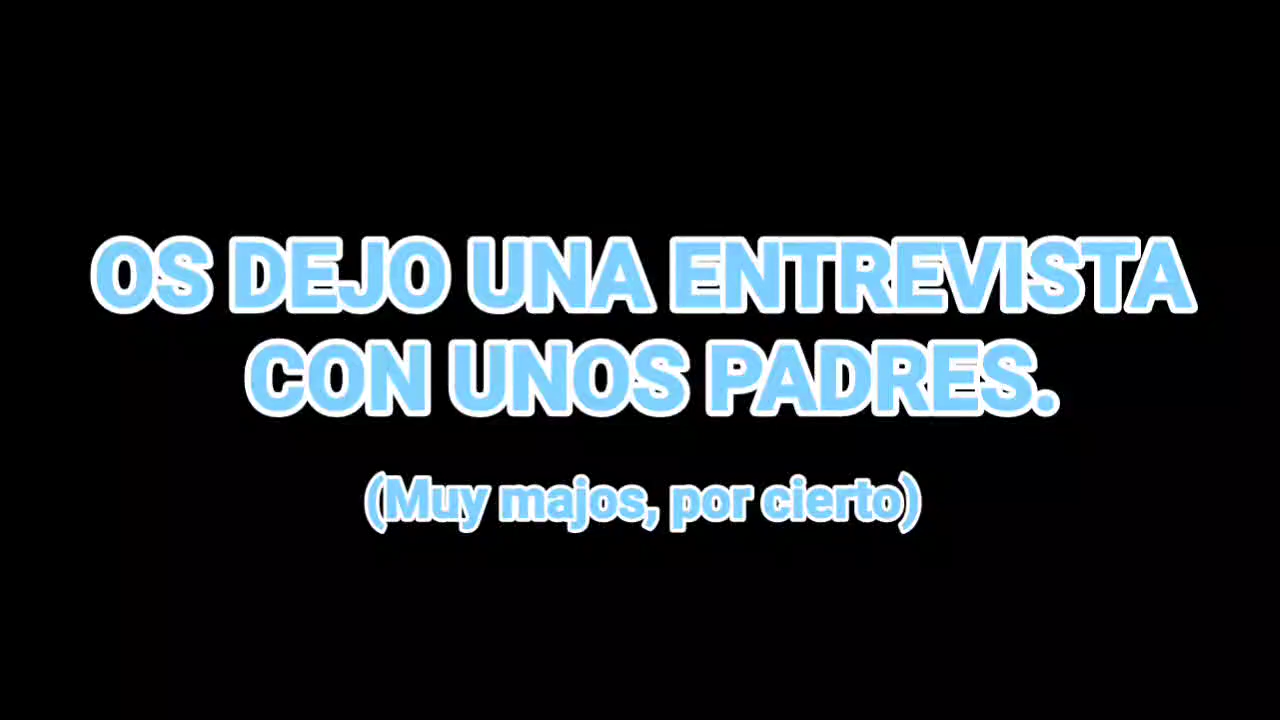 OS DEJO UNA ENTREVISTA
CON UNOS PADRES.
(Muy majos, por cierto)